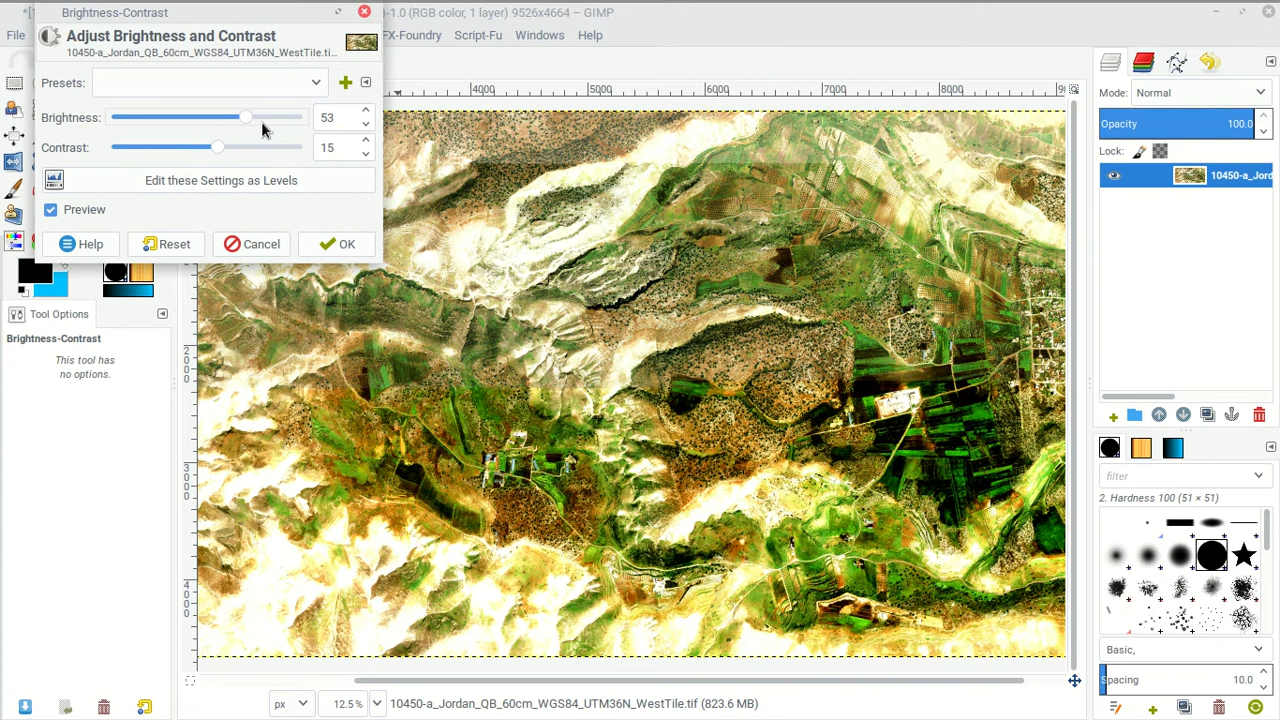 Brightness-Contrast
-1.0 (RGB color, 1 layer) 9526x4664 – GIMP
File
FX-Foundry Script-Fu Windows Help
Adjust Brightness and Contrast
10450-a_Jordan_QB_60cm_WGS84_UTM36N_WestTile.ti...
Presets:
Brightness: 53
Contrast: 15
Edit these Settings as Levels
Preview
Help Reset Cancel OK
4000 5000 6000 7000 8000
2000
3000
4000
Tool Options
Brightness-Contrast
This tool has
no options.
Mode: Normal
Opacity 100.0
Lock:
10450-a_Jord
filter
2. Hardness 100 (51 × 51)
Basic,
Spacing 10.0
px 12.5% 10450-a_Jordan_QB_60cm_WGS84_UTM36N_WestTile.tif (823.6 MB)